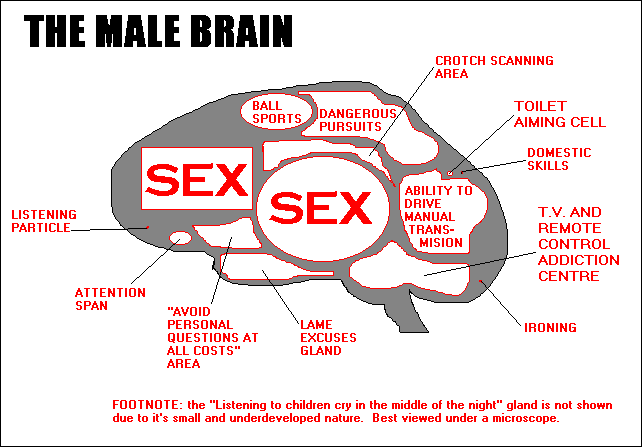 THE MALE BRAIN
CROTCH SCANNING
AREA
BALL
SPORTS
DANGEROUS
PURSUITS
TOILET
AIMING CELL
DOMESTIC
SKILLS
SEX
SEX
ABILITY TO
DRIVE
MANUAL
TRANS-
MISION
LISTENING
PARTICLE
T.V. AND
REMOTE
CONTROL
ADDICTION
CENTRE
ATTENTION
SPAN
"AVOID
PERSONAL
QUESTIONS AT
ALL COSTS"
AREA
LAME
EXCUSES
GLAND
IRONING
FOOTNOTE: the "Listening to children cry in the middle of the night" gland is not shown
due to it's small and underdeveloped nature. Best viewed under a microscope.